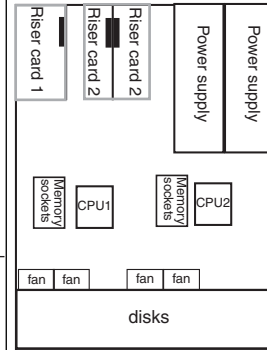 Riser card 1
Riser card 2
Riser card 2
Power supply
Power supply
Memory
sockets
CPU1
Memory
sockets
CPU2
fan
fan
fan
fan
disks